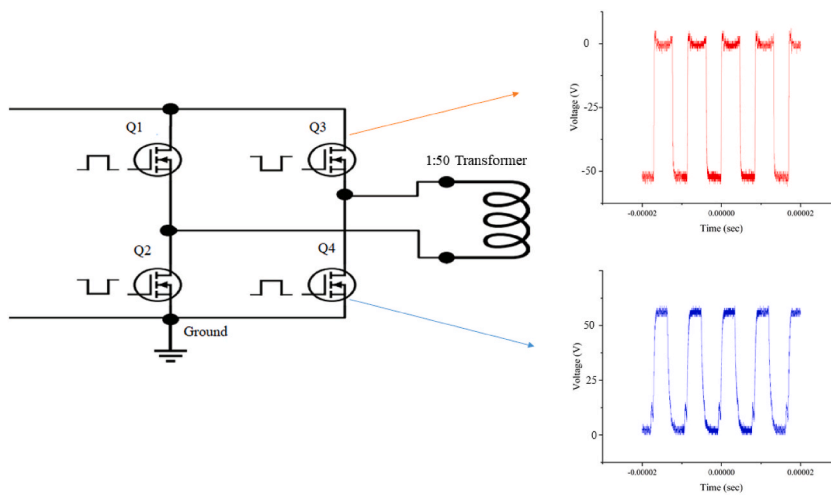 Q1
Q3
1:50 Transformer
Q2
Q4
Ground
0
-25
-50
Voltage (V)
-0.00002
0.00000
0.00002
Time (sec)
50
25
0
Voltage (V)
-0.00002
0.00000
0.00002
Time (sec)